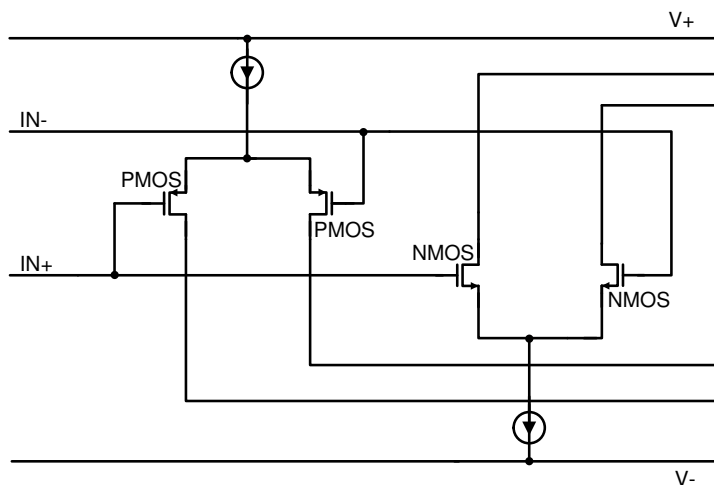 V+
IN-
PMOS
PMOS
NMOS
IN+
NMOS
V-